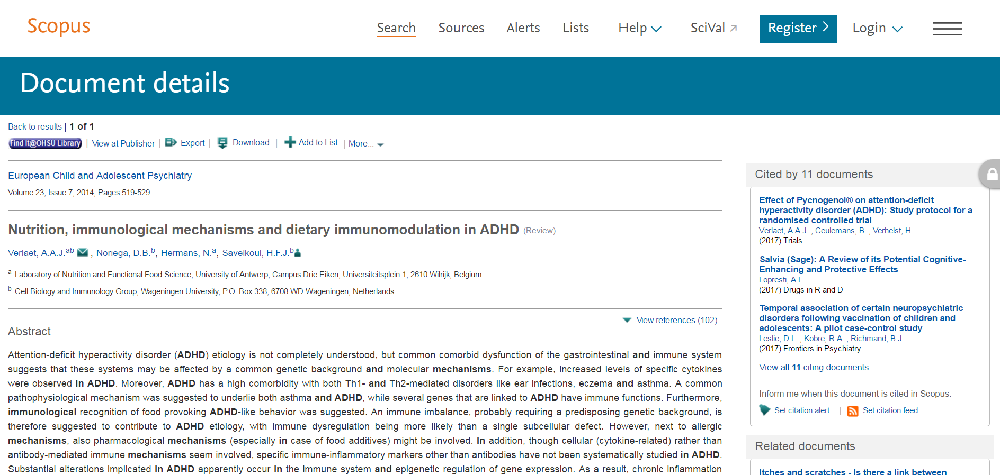 Scopus
Search Sources Alerts Lists Help SciVal Register Login
Document details
Back to results | 1 of 1
Find It@OHSU Library | View at Publisher | Export | Download | Add to List | More...
European Child and Adolescent Psychiatry
Volume 23, Issue 7, 2014, Pages 519-529
Nutrition, immunological mechanisms and dietary immunomodulation in ADHD (Review)
Verlaet, A.A.J.ab , Noriega, D.B.b, Hermans, N.a, Savelkoul, H.F.J.b
a Laboratory of Nutrition and Functional Food Science, University of Antwerp, Campus Drie Eiken, Universiteitsplein 1, 2610 Wilrijk, Belgium
b Cell Biology and Immunology Group, Wageningen University, P.O. Box 338, 6708 WD Wageningen, Netherlands
View references (102)
Abstract
Attention-deficit hyperactivity disorder (ADHD) etiology is not completely understood, but common comorbid dysfunction of the gastrointestinal and immune system
suggests that these systems may be affected by a common genetic background and molecular mechanisms. For example, increased levels of specific cytokines
were observed in ADHD. Moreover, ADHD has a high comorbidity with both Th1- and Th2-mediated disorders like ear infections, eczema and asthma. A common
pathophysiological mechanism was suggested to underlie both asthma and ADHD, while several genes that are linked to ADHD have immune functions. Furthermore,
immunological recognition of food provoking ADHD-like behavior was suggested. An immune imbalance, probably requiring a predisposing genetic background, is
therefore suggested to contribute to ADHD etiology, with immune dysregulation being more likely than a single subcellular defect. However, next to allergic
mechanisms, also pharmacological mechanisms (especially in case of food additives) might be involved. In addition, though cellular (cytokine-related) rather than
antibody-mediated immune mechanisms seem involved, specific immune-inflammatory markers other than antibodies have not been systematically studied in ADHD.
Substantial alterations implicated in ADHD apparently occur in the immune system and epigenetic regulation of gene expression. As a result, chronic inflammation
Cited by 11 documents
Effect of Pycnogenol® on attention-deficit
hyperactivity disorder (ADHD): Study protocol for a
randomised controlled trial
Verlaet, A.A.J. , Ceulemans, B. , Verhelst, H.
(2017) Trials
Salvia (Sage): A Review of its Potential Cognitive-
Enhancing and Protective Effects
Lopresti, A.L.
(2017) Drugs in R and D
Temporal association of certain neuropsychiatric
disorders following vaccination of children and
adolescents: A pilot case-control study
Leslie, D.L. , Kobre, R.A. , Richmand, B.J.
(2017) Frontiers in Psychiatry
View all 11 citing documents
Inform me when this document is cited in Scopus:
Set citation alert | Set citation feed
Related documents
Itches and scratches - Is there a link between